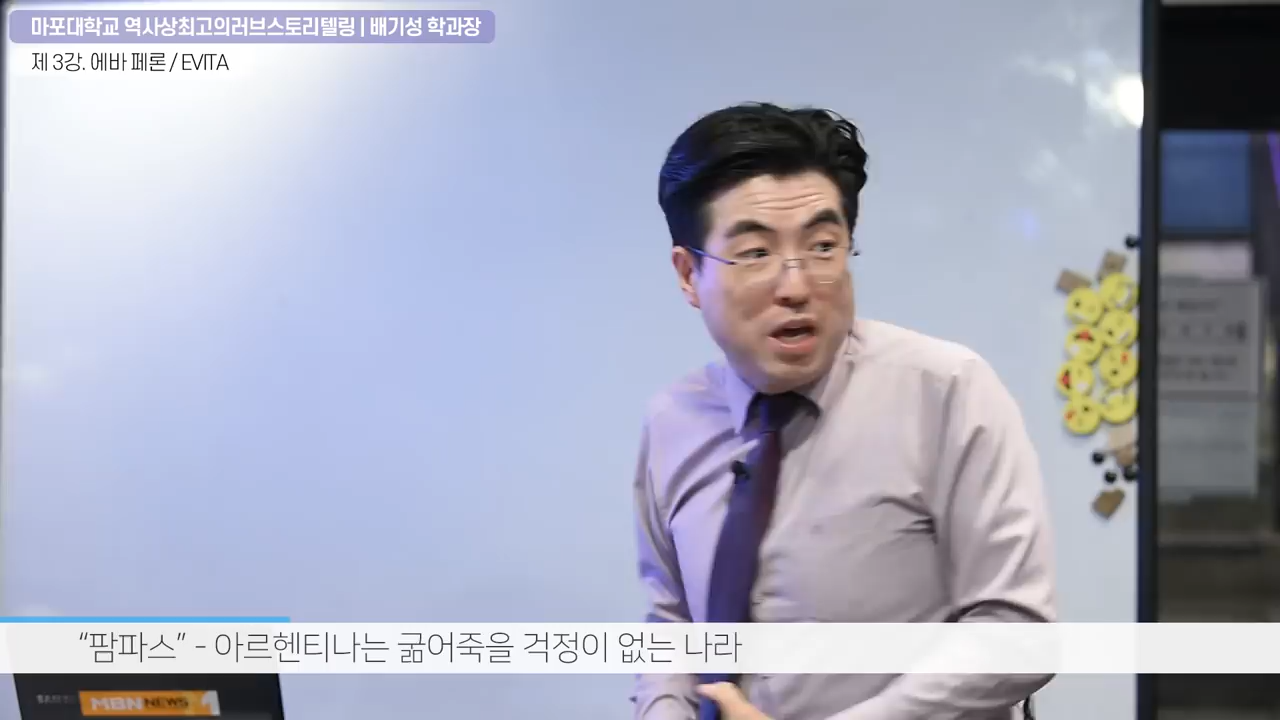 마포대학교 역사상최고의러브스토리텔링 | 배기성 학과장
제 3강. 에바 페론 / EVITA
“팜파스” - 아르헨티나는 굶어죽을 걱정이 없는 나라
MBN NEWS 1